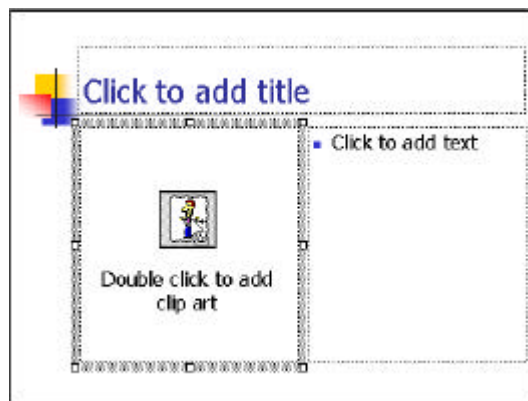 Click to add title
Double click to add
clip art
Click to add text